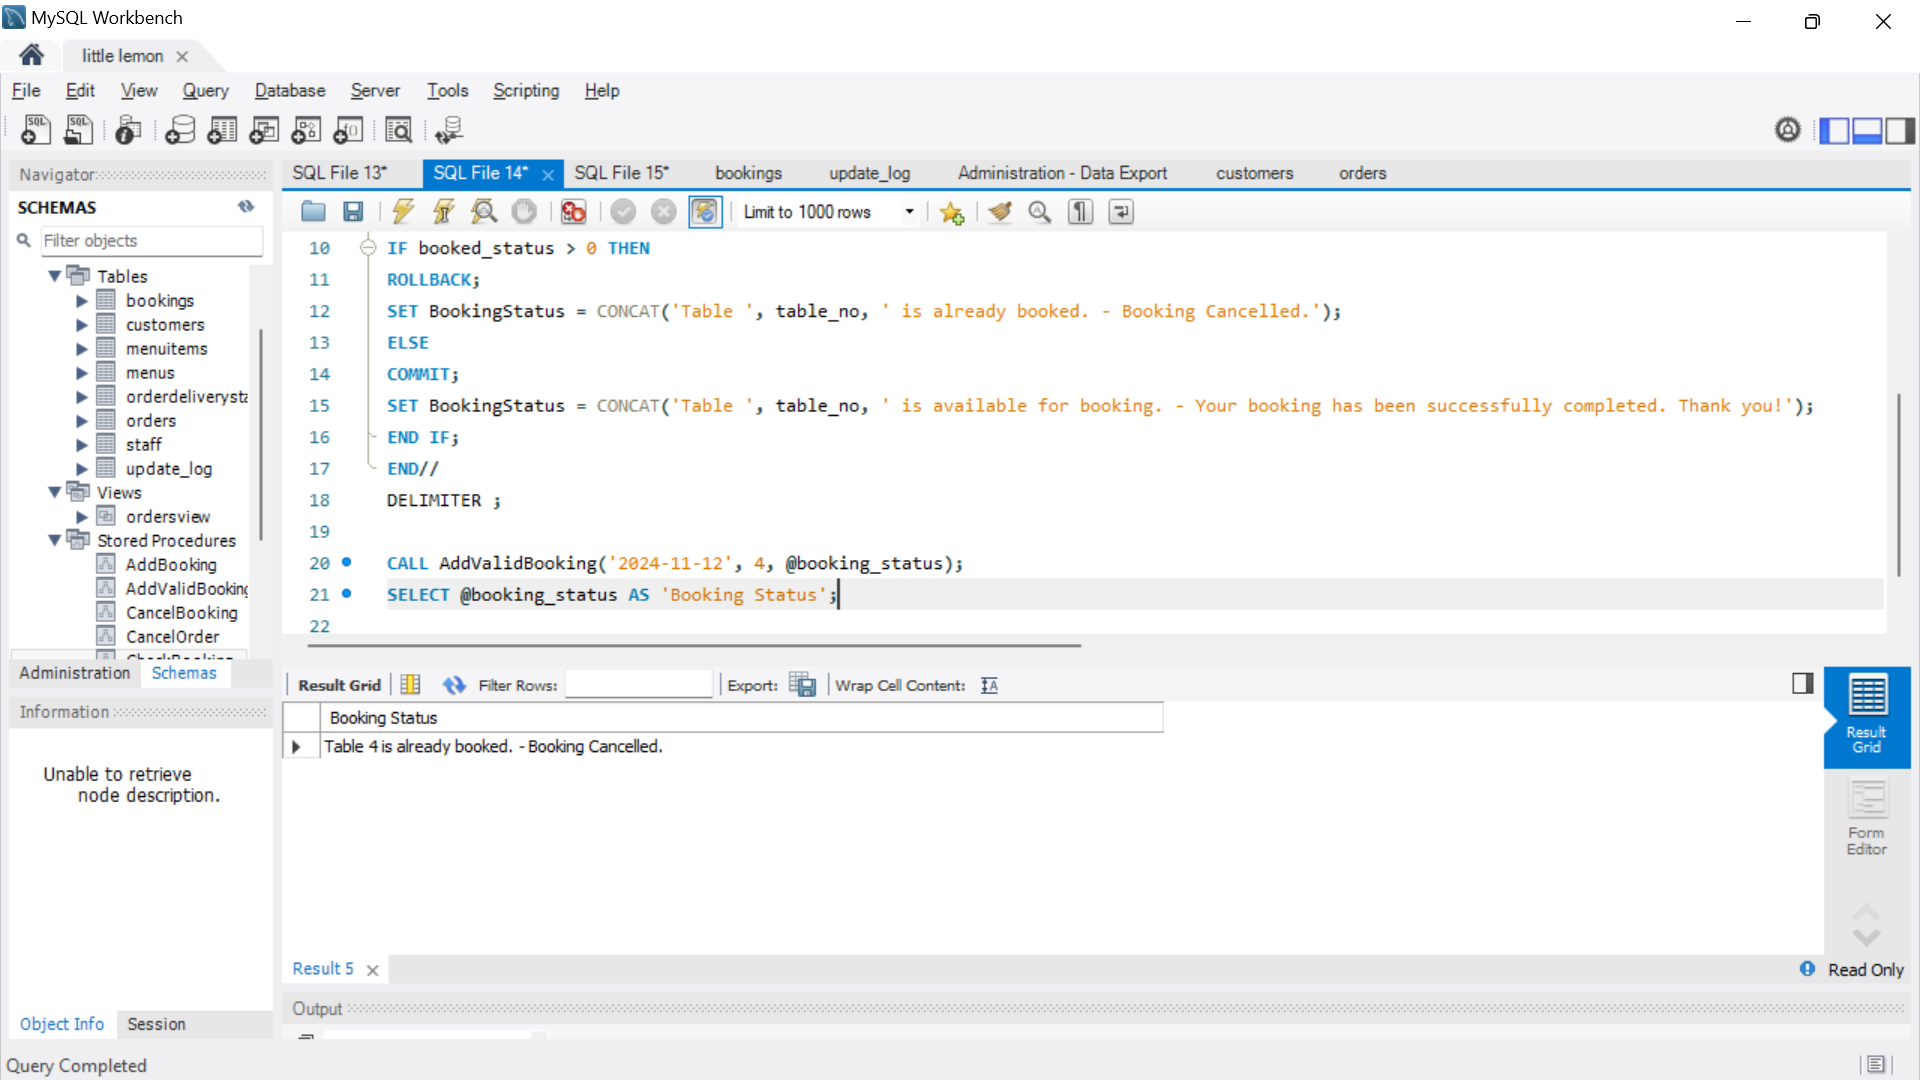 MySQL Workbench
little lemon
File Edit View Query Database Server Tools Scripting Help
Navigator
SCHEMAS
Filter objects
Tables
bookings
customers
menuitems
menus
orderdeliverysta
orders
staff
update_log
Views
ordersview
Stored Procedures
AddBooking
AddValidBooking
CancelBooking
CancelOrder
CheckBooking
Administration Schemas
Information
Unable to retrieve
node description.
Object Info Session
SQL File 13* SQL File 14* SQL File 15* bookings update_log Administration - Data Export customers orders
Limit to 1000 rows
10 IF booked_status > 0 THEN
11 ROLLBACK;
12 SET BookingStatus = CONCAT('Table ', table_no, ' is already booked. - Booking Cancelled.');
13 ELSE
14 COMMIT;
15 SET BookingStatus = CONCAT('Table ', table_no, ' is available for booking. - Your booking has been successfully completed. Thank you!');
16 END IF;
17 END//
18 DELIMITER ;
19
20 CALL AddValidBooking('2024-11-12', 4, @booking_status);
21 SELECT @booking_status AS 'Booking Status';
22
Result Grid Filter Rows: Export: Wrap Cell Content:
Booking Status
Table 4 is already booked. - Booking Cancelled.
Result
Grid
Form
Editor
Result 5
Read Only
Output
Query Completed